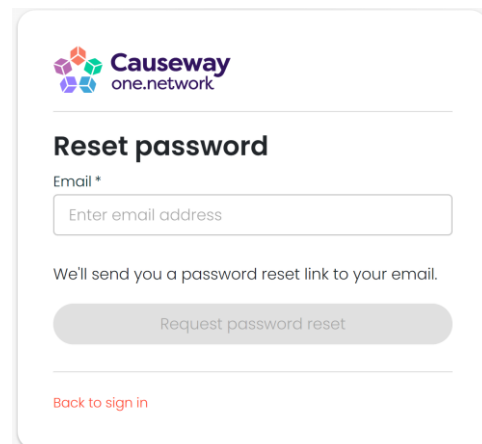 Causeway
one.network
Reset password
Email *
Enter email address
We'll send you a password reset link to your email.
Request password reset
Back to sign in